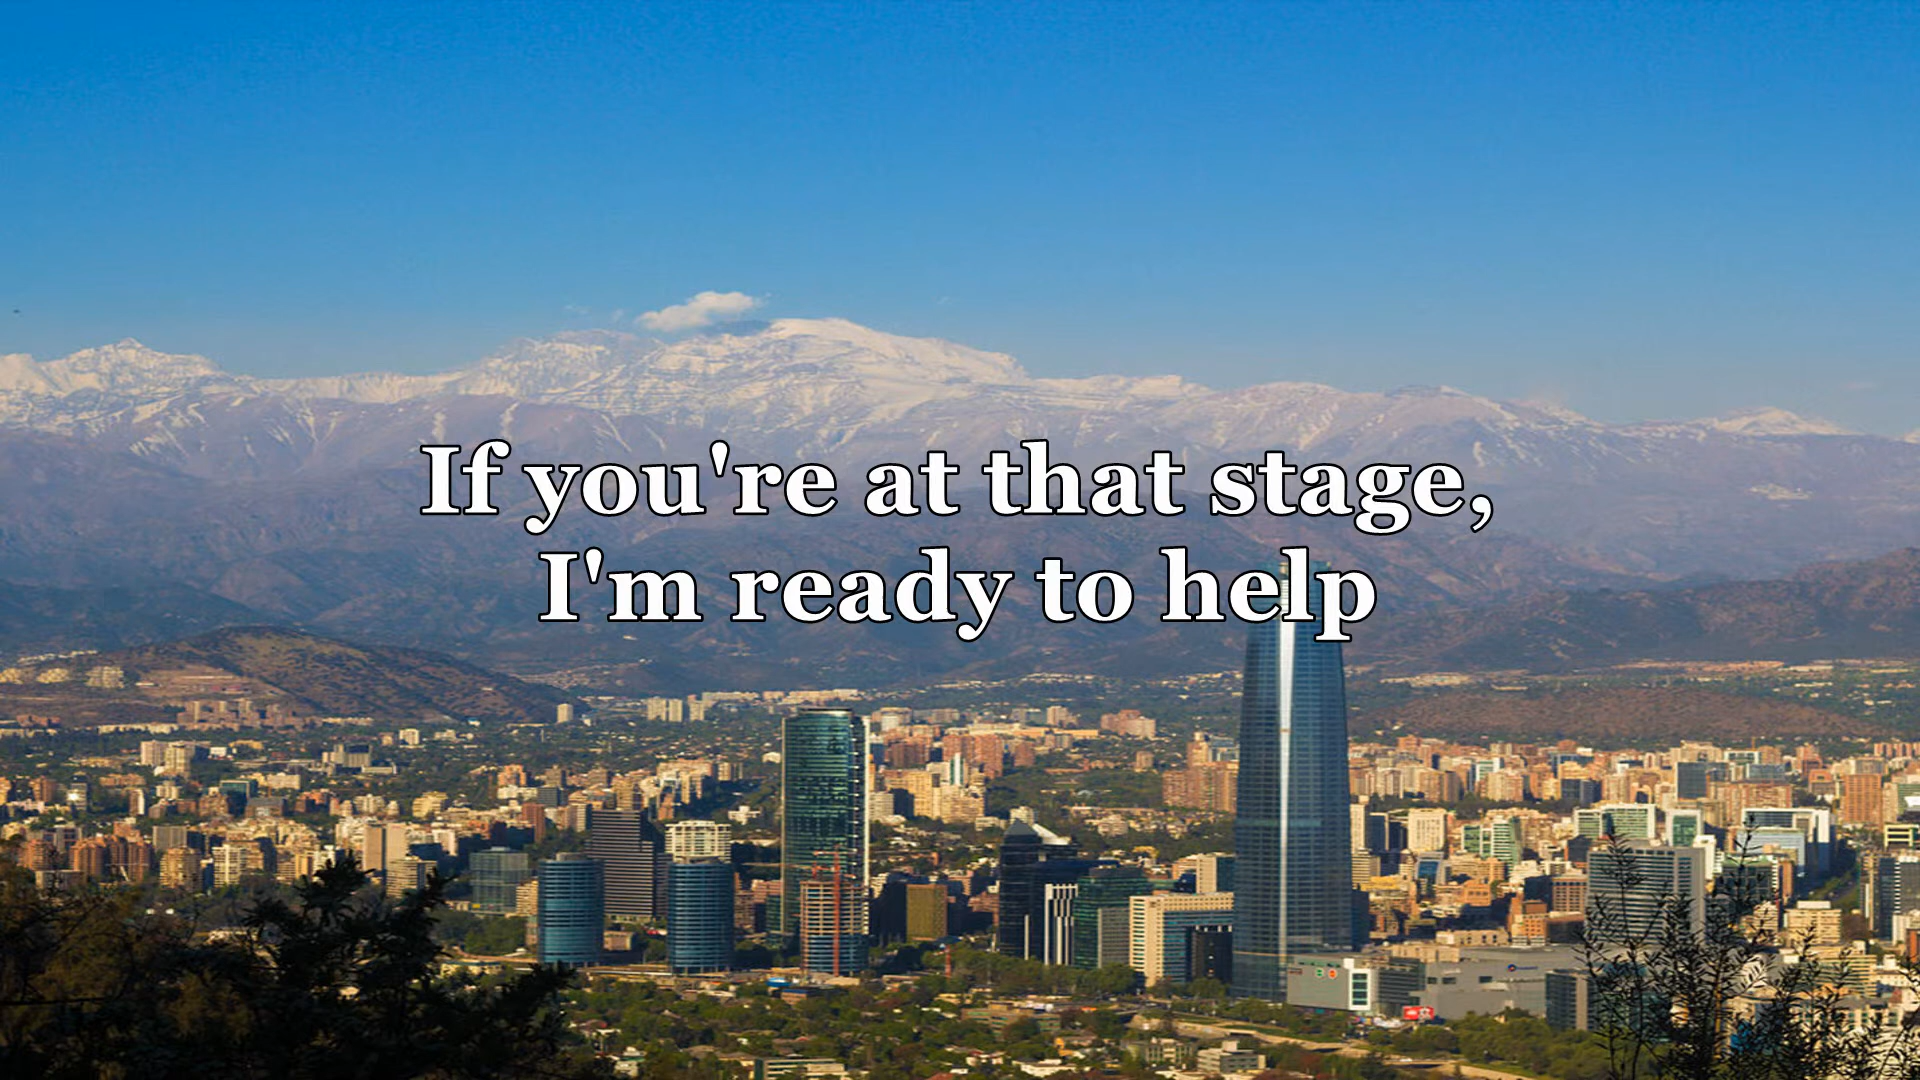 If you're at that stage,
I'm ready to help